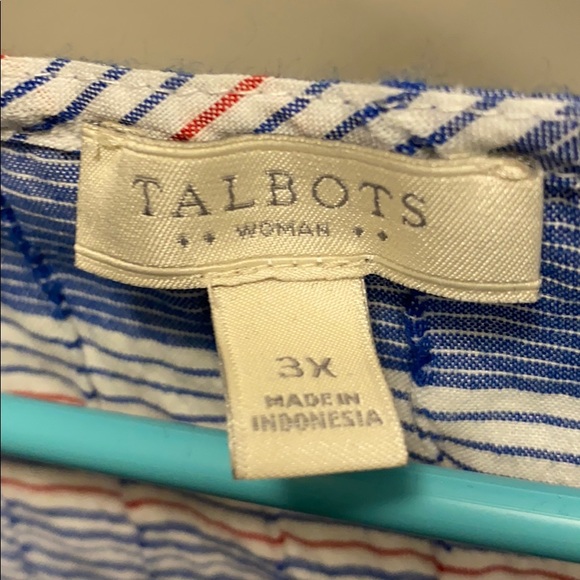 TALBOTS
WOMAN
3X
MADE IN
INDONESIA